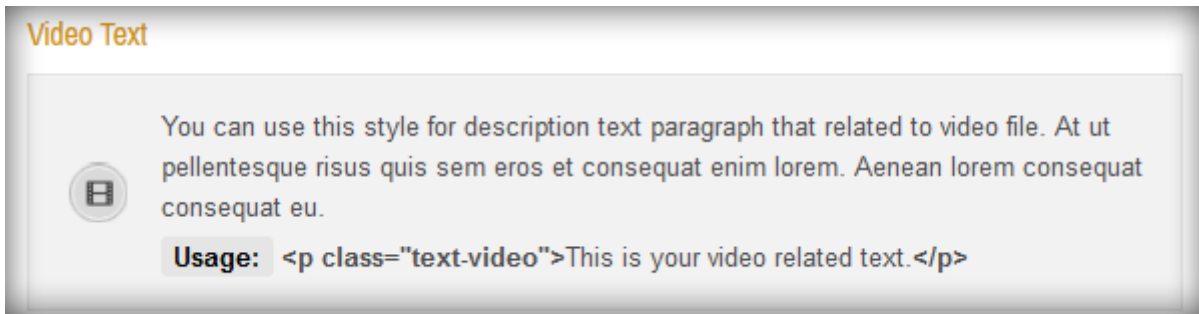 Video Text
You can use this style for description text paragraph that related to video file. At ut
pellentesque risus quis sem eros et consequat enim lorem. Aenean lorem consequat
consequat eu.
Usage: <p class="text-video">This is your video related text.</p>